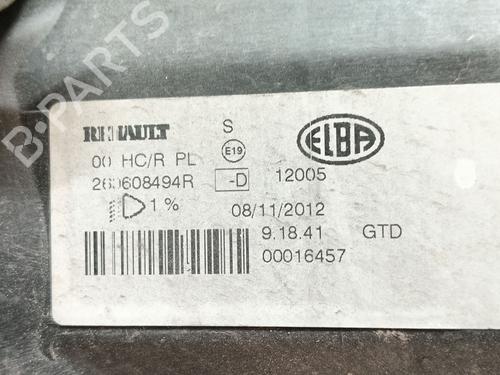 B-PARTS
RENAULT S ELBA
00 HC/R PL E19
260608494R -D 12005
1 % 08/11/2012
9.18.41 GTD
00016457